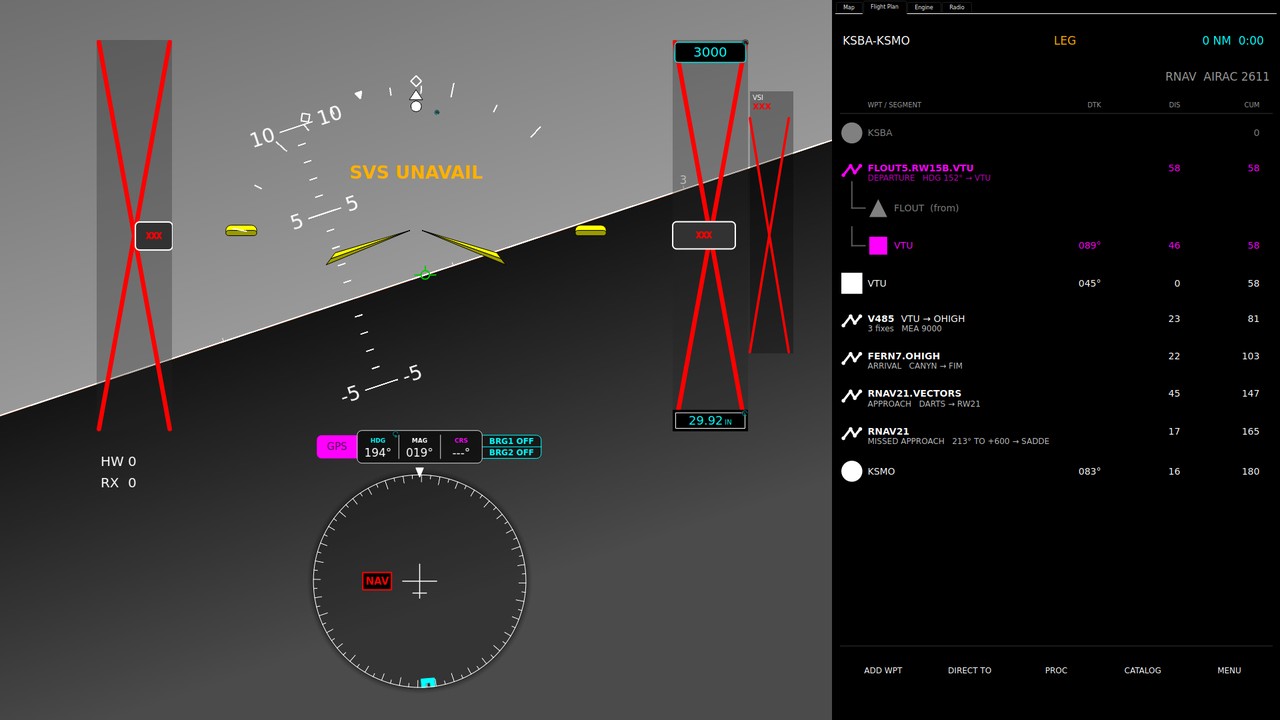 Map Flight Plan Engine Radio
KSBA-KSMO LEG 0 NM 0:00
RNAV AIRAC 2611
WPT / SEGMENT DTK DIS CUM
KSBA 0
FLOUT5.RW15B.VTU 58 58
DEPARTURE HDG 152° → VTU
FLOUT (from)
VTU 089° 46 58
VTU 045° 0 58
V485 VTU → OHIGH 23 81
3 fixes MEA 9000
FERN7.OHIGH 22 103
ARRIVAL CANYN → FIM
RNAV21.VECTORS 45 147
APPROACH DARTS → RW21
RNAV21 17 165
MISSED APPROACH 213° TO +600 → SADDE
KSMO 083° 16 180
ADD WPT DIRECT TO PROC CATALOG MENU
3000
VSI
XXX
10 10
SVS UNAVAIL
3
5 5
XXX
XXX
-5 -5
29.92 IN
GPS
HDG 194°
MAG 019°
CRS ---°
BRG1 OFF
BRG2 OFF
HW 0
RX 0
NAV